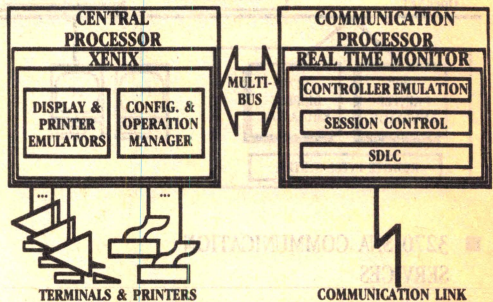 CENTRAL
PROCESSOR
XENIX
DISPLAY &
PRINTER
EMULATORS
CONFIG. &
OPERATION
MANAGER
...
...
TERMINALS & PRINTERS
MULTI-
BUS
COMMUNICATION
PROCESSOR
REAL TIME MONITOR
CONTROLLER EMULATION
SESSION CONTROL
SDLC
COMMUNICATION LINK